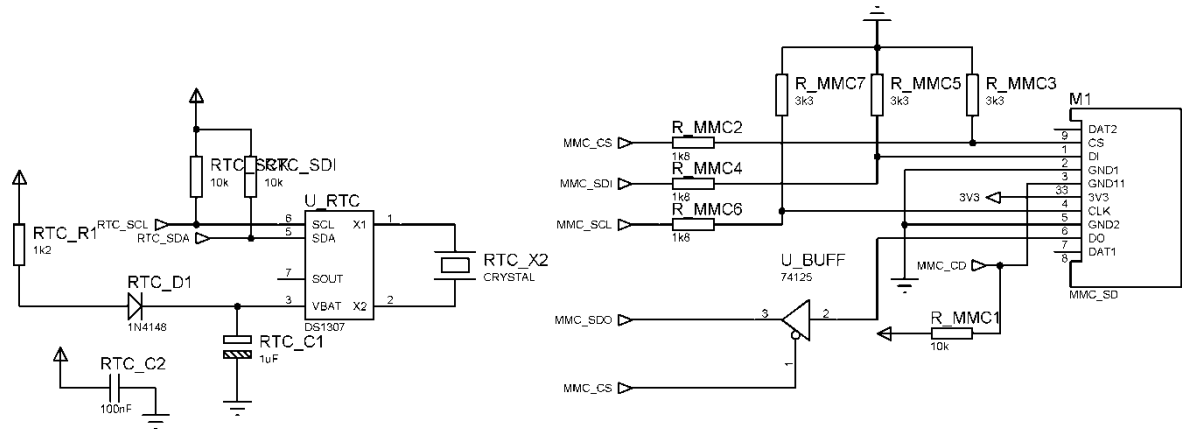 RTC_SCK
10k
RTC_SDI
10k
U_RTC
RTC_SCL
RTC_SDA
RTC_R1
1k2
6
SCL
X1
1
5
SDA
7
SOUT
3
VBAT
X2
2
DS1307
RTC_X2
CRYSTAL
RTC_D1
1N4148
RTC_C1
1uF
RTC_C2
100nF
R_MMC7
3k3
R_MMC5
3k3
R_MMC3
3k3
M1
MMC_CS
R_MMC2
1k8
MMC_SDI
R_MMC4
1k8
MMC_SCL
R_MMC6
1k8
DAT2
9
CS
1
DI
2
GND1
3
GND11
33
3V3
3V3
4
CLK
5
GND2
6
DO
7
DAT1
8
MMC_SD
MMC_CD
U_BUFF
74125
MMC_SDO
3
2
1
MMC_CS
R_MMC1
10k